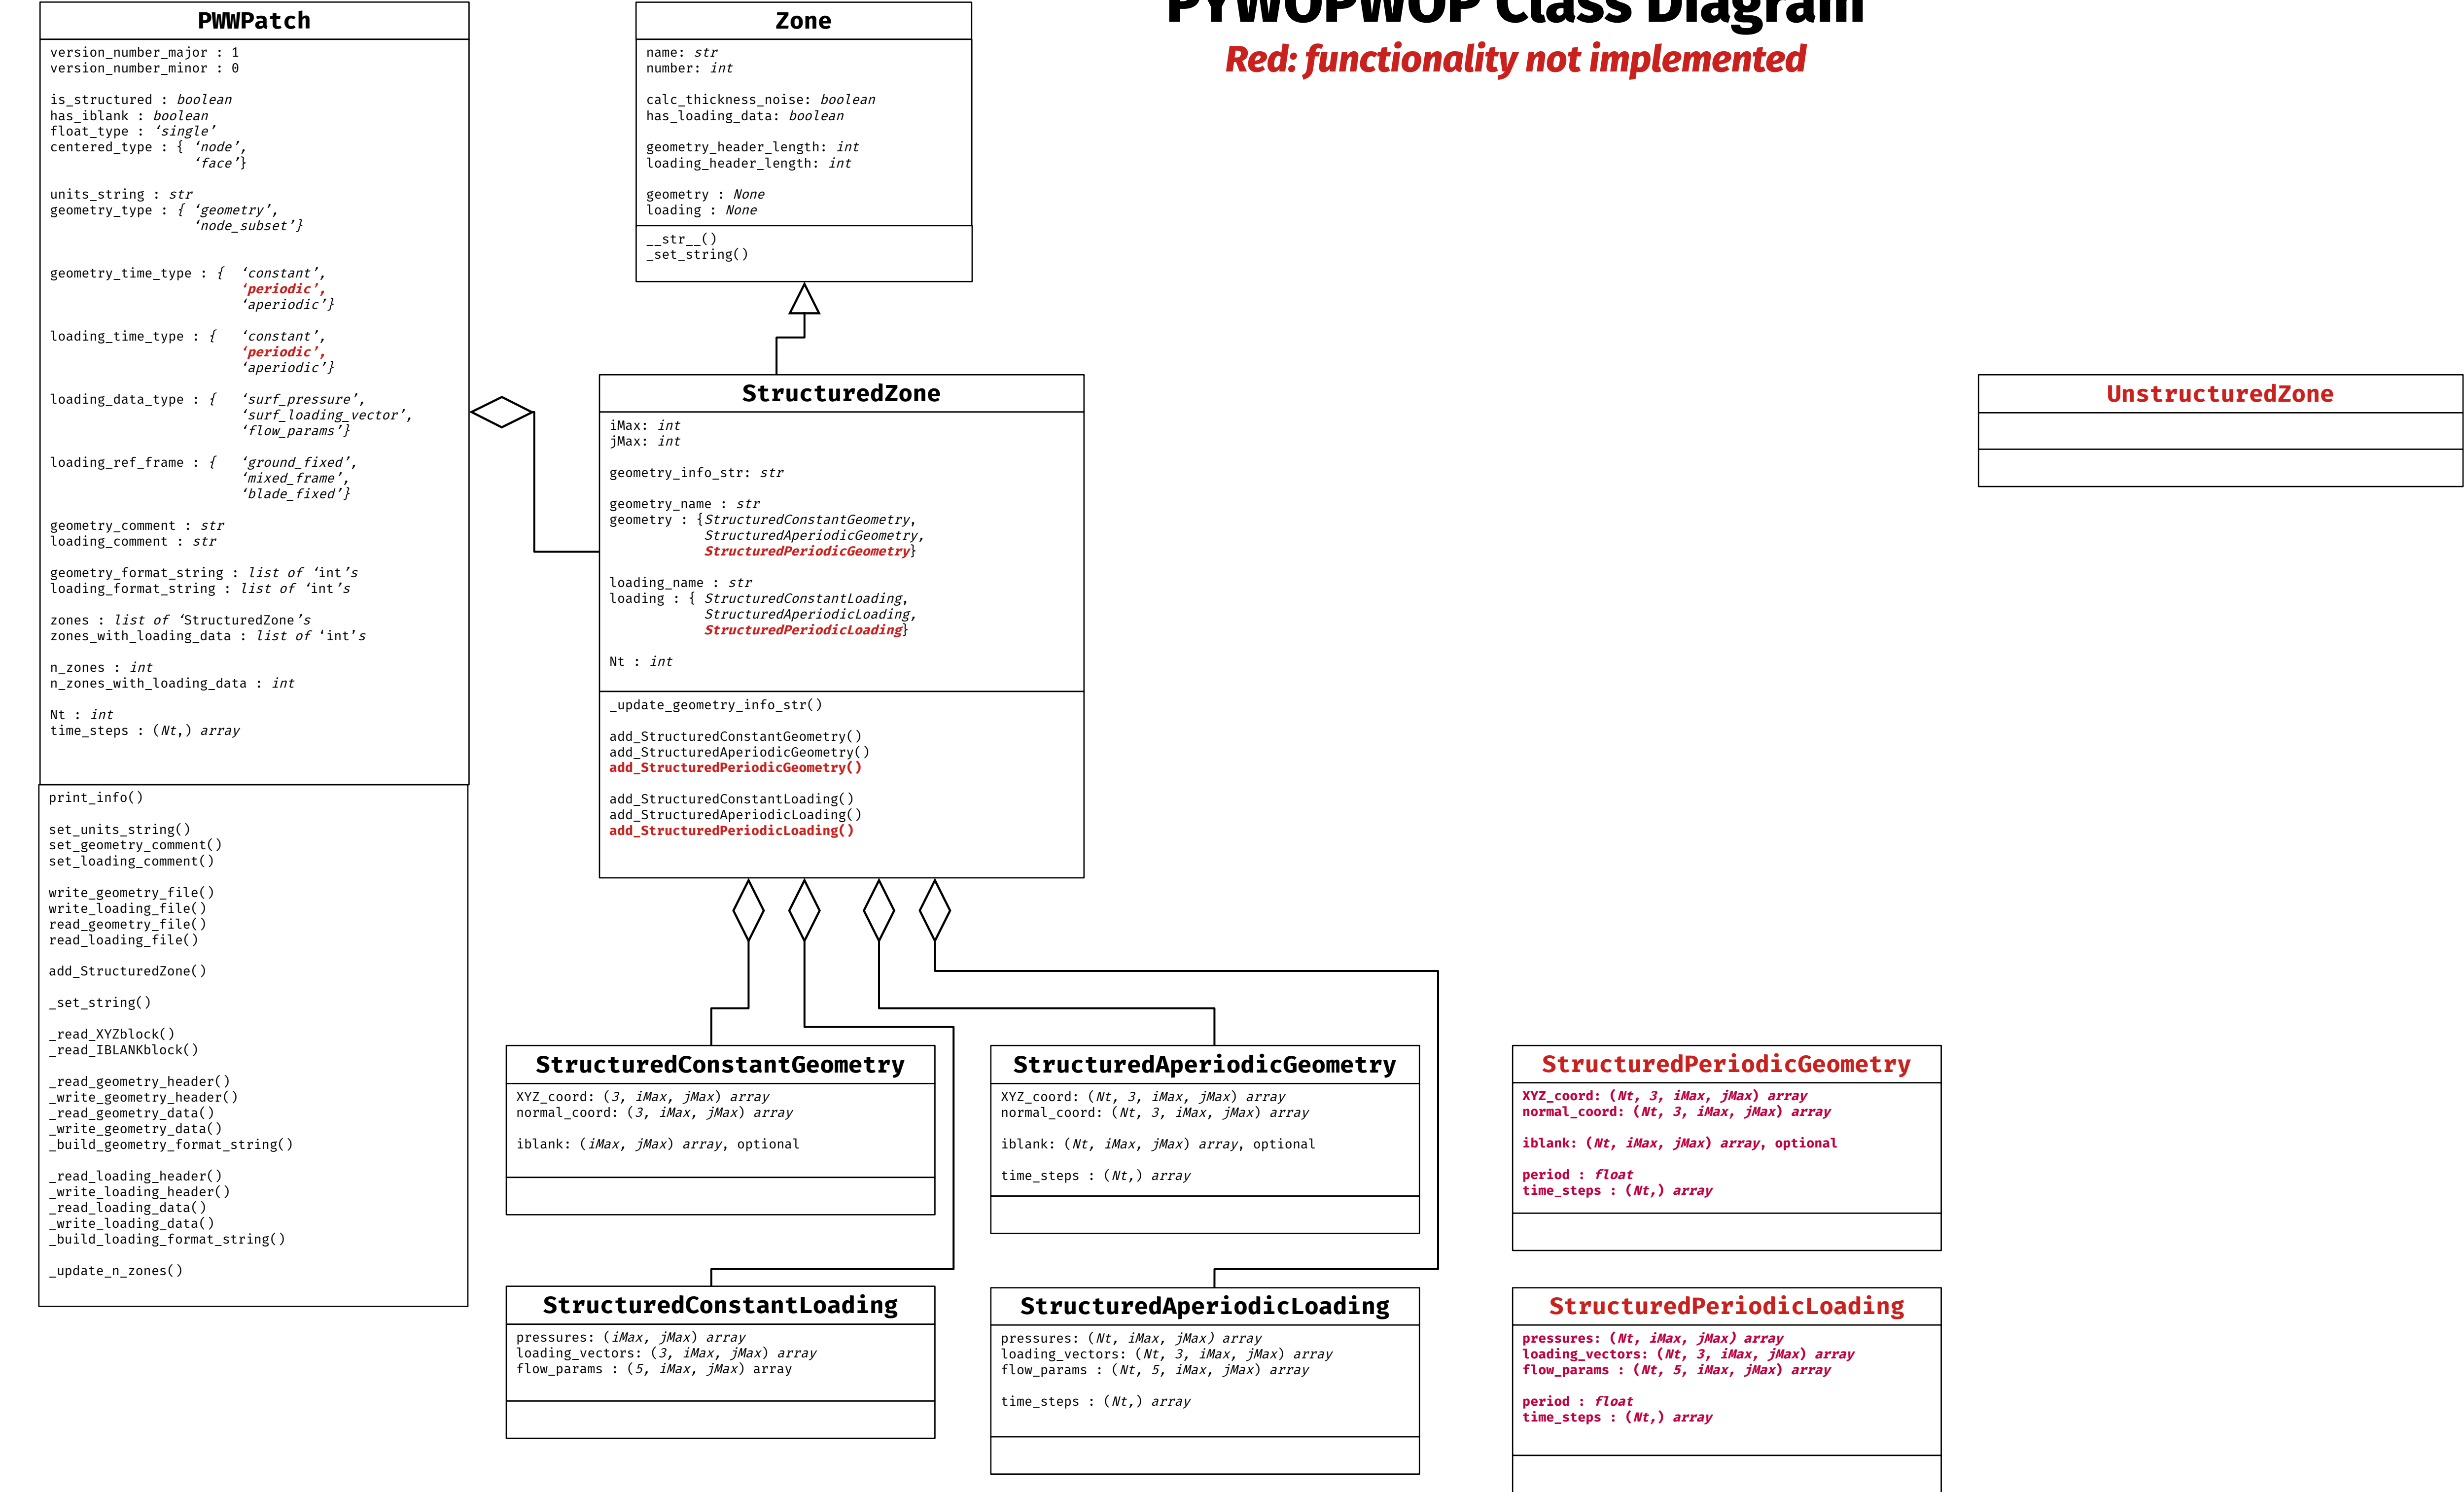 PYWOPWOP Class Diagram
Red: functionality not implemented
PWWPatch
version_number_major : 1
version_number_minor : 0
is_structured : boolean
has_iblank : boolean
float_type : ‘single’
centered_type : { ‘node’,
‘face’}
units_string : str
geometry_type : { ‘geometry’,
‘node_subset’}
geometry_time_type : { ‘constant’,
‘periodic’,
‘aperiodic’}
loading_time_type : { ‘constant’,
‘periodic’,
‘aperiodic’}
loading_data_type : { ‘surf_pressure’,
‘surf_loading_vector’,
‘flow_params’}
loading_ref_frame : { ‘ground_fixed’,
‘mixed_frame’,
‘blade_fixed’}
geometry_comment : str
loading_comment : str
geometry_format_string : list of ‘int’s
loading_format_string : list of ‘int’s
zones : list of ‘StructuredZone’s
zones_with_loading_data : list of ‘int’s
n_zones : int
n_zones_with_loading_data : int
Nt : int
time_steps : (Nt,) array
print_info()
set_units_string()
set_geometry_comment()
set_loading_comment()
write_geometry_file()
write_loading_file()
read_geometry_file()
read_loading_file()
add_StructuredZone()
_set_string()
_read_XYZblock()
_read_IBLANKblock()
_read_geometry_header()
_write_geometry_header()
_read_geometry_data()
_write_geometry_data()
_build_geometry_format_string()
_read_loading_header()
_write_loading_header()
_read_loading_data()
_write_loading_data()
_build_loading_format_string()
_update_n_zones()
Zone
name: str
number: int
calc_thickness_noise: boolean
has_loading_data: boolean
geometry_header_length: int
loading_header_length: int
geometry : None
loading : None
__str__()
_set_string()
StructuredZone
iMax: int
jMax: int
geometry_info_str: str
geometry_name : str
geometry : {StructuredConstantGeometry,
StructuredAperiodicGeometry,
StructuredPeriodicGeometry}
loading_name : str
loading : { StructuredConstantLoading,
StructuredAperiodicLoading,
StructuredPeriodicLoading}
Nt : int
_update_geometry_info_str()
add_StructuredConstantGeometry()
add_StructuredAperiodicGeometry()
add_StructuredPeriodicGeometry()
add_StructuredConstantLoading()
add_StructuredAperiodicLoading()
add_StructuredPeriodicLoading()
UnstructuredZone
StructuredConstantGeometry
XYZ_coord: (3, iMax, jMax) array
normal_coord: (3, iMax, jMax) array
iblank: (iMax, jMax) array, optional
StructuredAperiodicGeometry
XYZ_coord: (Nt, 3, iMax, jMax) array
normal_coord: (Nt, 3, iMax, jMax) array
iblank: (Nt, iMax, jMax) array, optional
time_steps : (Nt,) array
StructuredPeriodicGeometry
XYZ_coord: (Nt, 3, iMax, jMax) array
normal_coord: (Nt, 3, iMax, jMax) array
iblank: (Nt, iMax, jMax) array, optional
period : float
time_steps : (Nt,) array
StructuredConstantLoading
pressures: (iMax, jMax) array
loading_vectors: (3, iMax, jMax) array
flow_params : (5, iMax, jMax) array
StructuredAperiodicLoading
pressures: (Nt, iMax, jMax) array
loading_vectors: (Nt, 3, iMax, jMax) array
flow_params : (Nt, 5, iMax, jMax) array
time_steps : (Nt,) array
StructuredPeriodicLoading
pressures: (Nt, iMax, jMax) array
loading_vectors: (Nt, 3, iMax, jMax) array
flow_params : (Nt, 5, iMax, jMax) array
period : float
time_steps : (Nt,) array